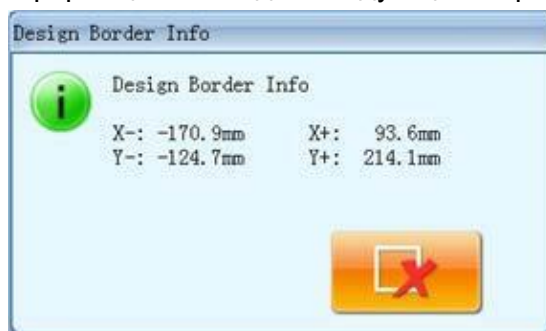 Design Border Info
Design Border Info
X-: -170.9mm X+: 93.6mm
Y-: -124.7mm Y+: 214.1mm